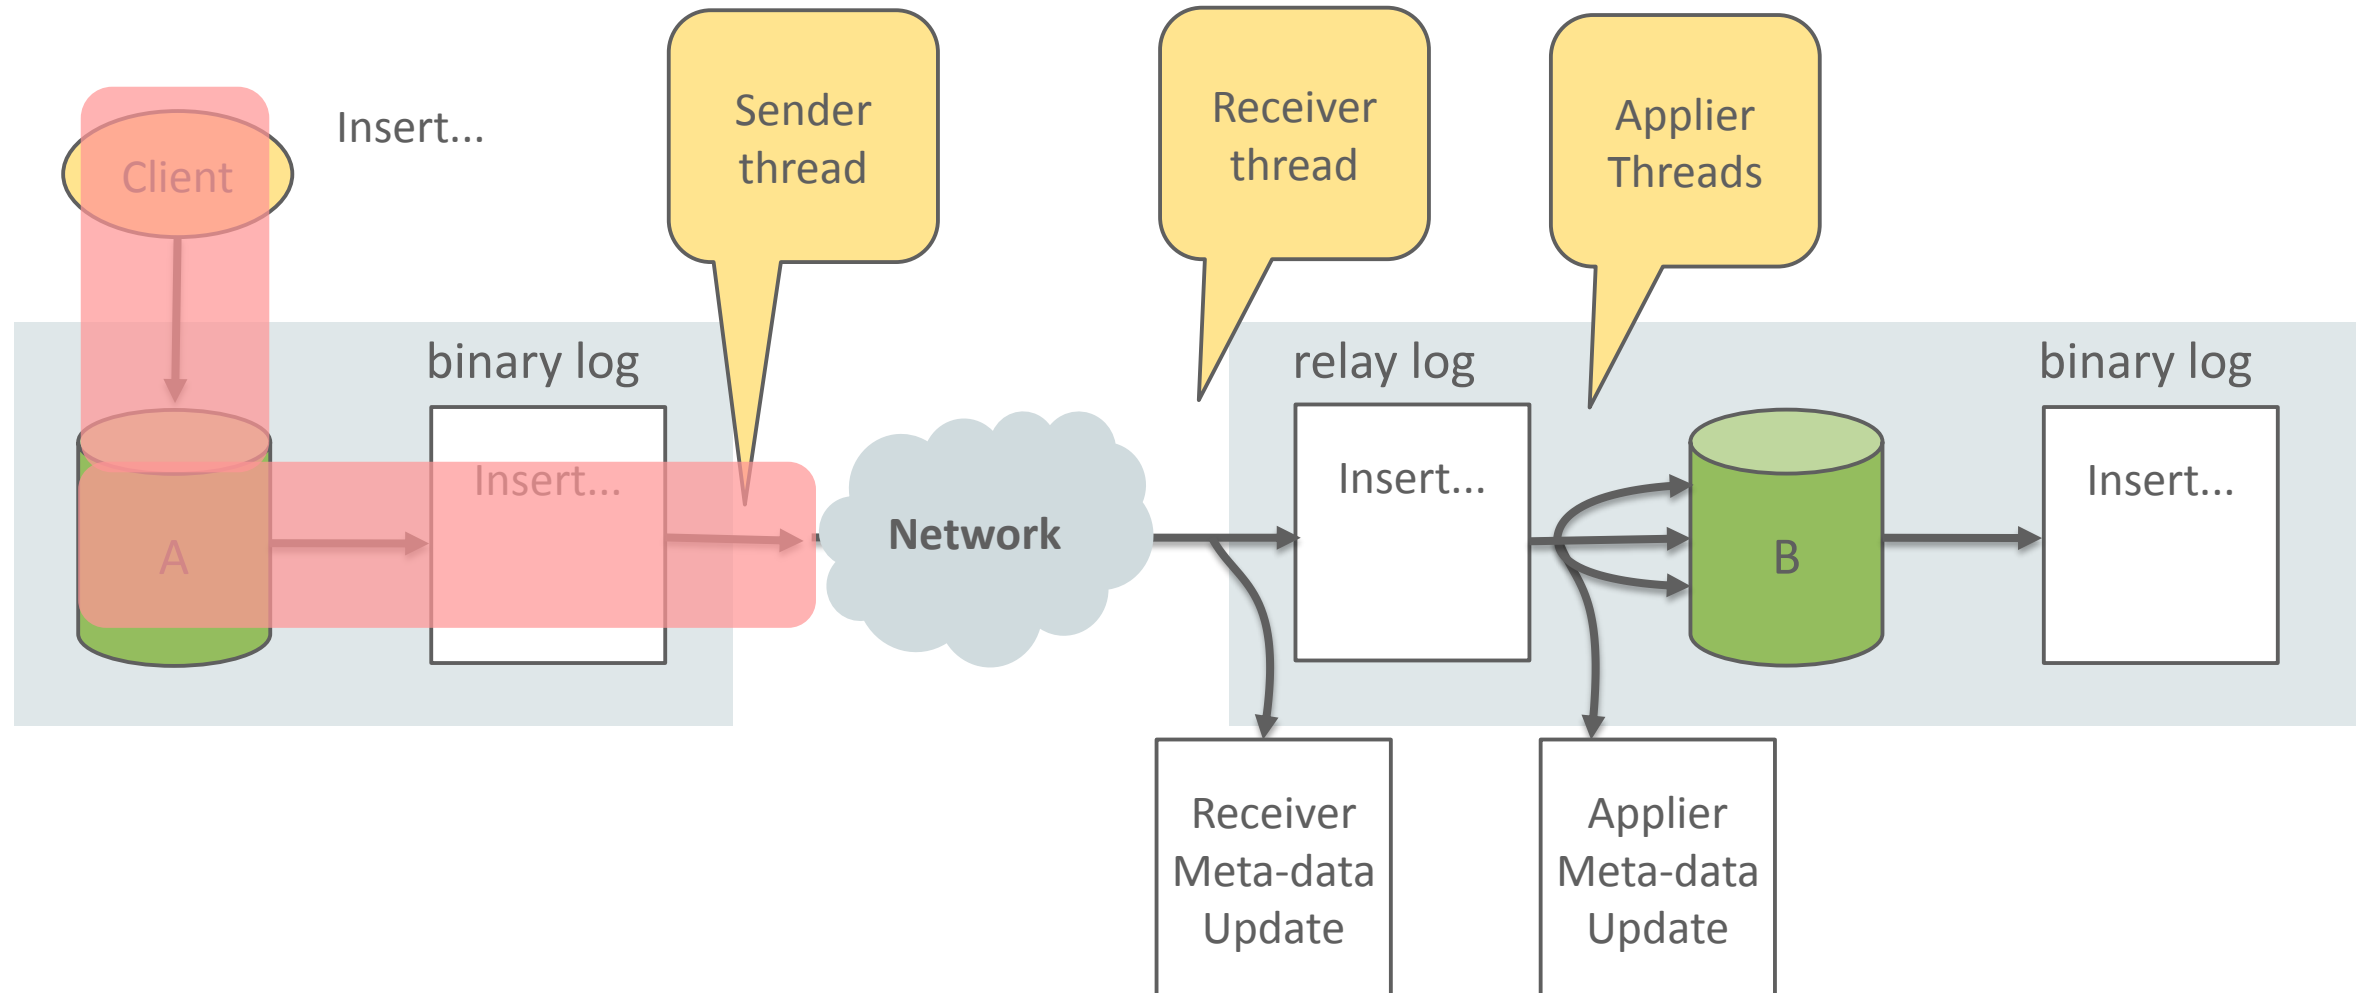 Client
Insert...
Sender
thread
Receiver
thread
Applier
Threads
binary log
Insert...
A
Network
relay log
Insert...
B
binary log
Insert...
Receiver
Meta-data
Update
Applier
Meta-data
Update